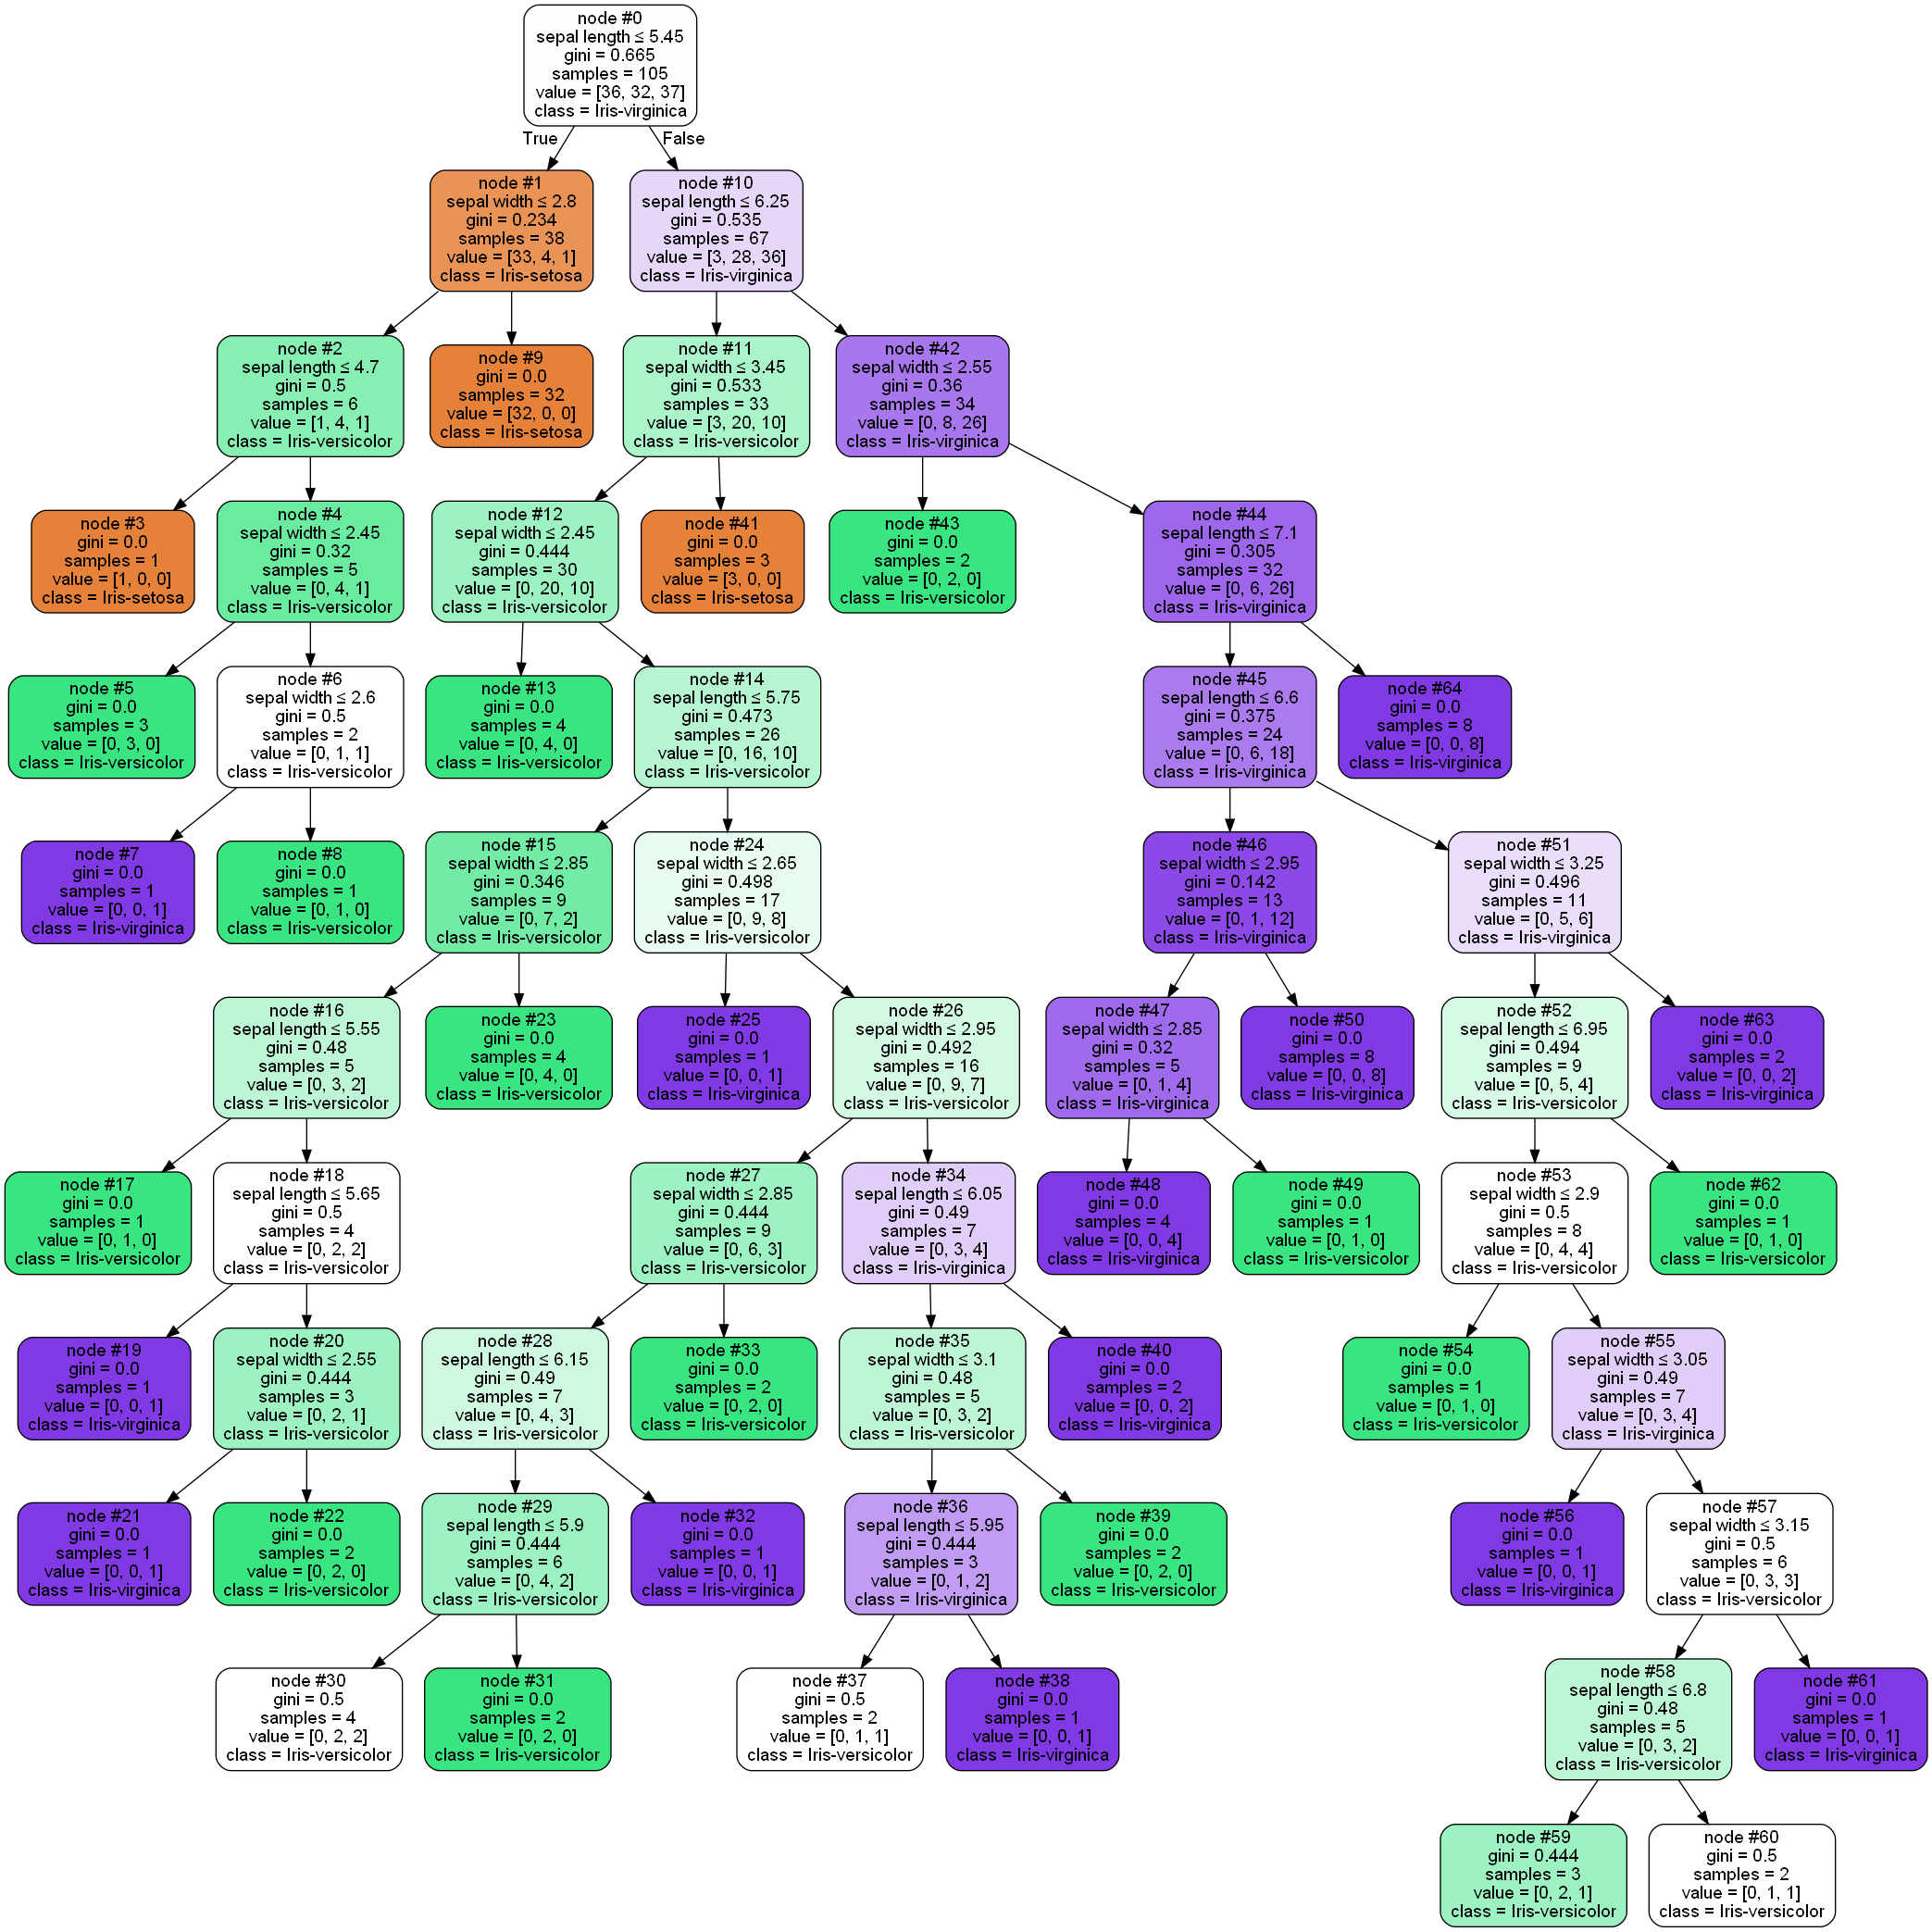 node #0
sepal length ≤ 5.45
gini = 0.665
samples = 105
value = [36, 32, 37]
class = Iris-virginica
True
False
node #1
sepal width ≤ 2.8
gini = 0.234
samples = 38
value = [33, 4, 1]
class = Iris-setosa
node #10
sepal length ≤ 6.25
gini = 0.535
samples = 67
value = [3, 28, 36]
class = Iris-virginica
node #2
sepal length ≤ 4.7
gini = 0.5
samples = 6
value = [1, 4, 1]
class = Iris-versicolor
node #9
gini = 0.0
samples = 32
value = [32, 0, 0]
class = Iris-setosa
node #11
sepal width ≤ 3.45
gini = 0.533
samples = 33
value = [3, 20, 10]
class = Iris-versicolor
node #42
sepal width ≤ 2.55
gini = 0.36
samples = 34
value = [0, 8, 26]
class = Iris-virginica
node #3
gini = 0.0
samples = 1
value = [1, 0, 0]
class = Iris-setosa
node #4
sepal width ≤ 2.45
gini = 0.32
samples = 5
value = [0, 4, 1]
class = Iris-versicolor
node #12
sepal width ≤ 2.45
gini = 0.444
samples = 30
value = [0, 20, 10]
class = Iris-versicolor
node #41
gini = 0.0
samples = 3
value = [3, 0, 0]
class = Iris-setosa
node #43
gini = 0.0
samples = 2
value = [0, 2, 0]
class = Iris-versicolor
node #44
sepal length ≤ 7.1
gini = 0.305
samples = 32
value = [0, 6, 26]
class = Iris-virginica
node #5
gini = 0.0
samples = 3
value = [0, 3, 0]
class = Iris-versicolor
node #6
sepal width ≤ 2.6
gini = 0.5
samples = 2
value = [0, 1, 1]
class = Iris-versicolor
node #13
gini = 0.0
samples = 4
value = [0, 4, 0]
class = Iris-versicolor
node #14
sepal length ≤ 5.75
gini = 0.473
samples = 26
value = [0, 16, 10]
class = Iris-versicolor
node #45
sepal length ≤ 6.6
gini = 0.375
samples = 24
value = [0, 6, 18]
class = Iris-virginica
node #64
gini = 0.0
samples = 8
value = [0, 0, 8]
class = Iris-virginica
node #7
gini = 0.0
samples = 1
value = [0, 0, 1]
class = Iris-virginica
node #8
gini = 0.0
samples = 1
value = [0, 1, 0]
class = Iris-versicolor
node #15
sepal width ≤ 2.85
gini = 0.346
samples = 9
value = [0, 7, 2]
class = Iris-versicolor
node #24
sepal width ≤ 2.65
gini = 0.498
samples = 17
value = [0, 9, 8]
class = Iris-versicolor
node #46
sepal width ≤ 2.95
gini = 0.142
samples = 13
value = [0, 1, 12]
class = Iris-virginica
node #51
sepal width ≤ 3.25
gini = 0.496
samples = 11
value = [0, 5, 6]
class = Iris-virginica
node #16
sepal length ≤ 5.55
gini = 0.48
samples = 5
value = [0, 3, 2]
class = Iris-versicolor
node #23
gini = 0.0
samples = 4
value = [0, 4, 0]
class = Iris-versicolor
node #25
gini = 0.0
samples = 1
value = [0, 0, 1]
class = Iris-virginica
node #26
sepal width ≤ 2.95
gini = 0.492
samples = 16
value = [0, 9, 7]
class = Iris-versicolor
node #47
sepal width ≤ 2.85
gini = 0.32
samples = 5
value = [0, 1, 4]
class = Iris-virginica
node #50
gini = 0.0
samples = 8
value = [0, 0, 8]
class = Iris-virginica
node #52
sepal length ≤ 6.95
gini = 0.494
samples = 9
value = [0, 5, 4]
class = Iris-versicolor
node #63
gini = 0.0
samples = 2
value = [0, 0, 2]
class = Iris-virginica
node #17
gini = 0.0
samples = 1
value = [0, 1, 0]
class = Iris-versicolor
node #18
sepal length ≤ 5.65
gini = 0.5
samples = 4
value = [0, 2, 2]
class = Iris-versicolor
node #27
sepal width ≤ 2.85
gini = 0.444
samples = 9
value = [0, 6, 3]
class = Iris-versicolor
node #34
sepal length ≤ 6.05
gini = 0.49
samples = 7
value = [0, 3, 4]
class = Iris-virginica
node #48
gini = 0.0
samples = 4
value = [0, 0, 4]
class = Iris-virginica
node #49
gini = 0.0
samples = 1
value = [0, 1, 0]
class = Iris-versicolor
node #53
sepal width ≤ 2.9
gini = 0.5
samples = 8
value = [0, 4, 4]
class = Iris-versicolor
node #62
gini = 0.0
samples = 1
value = [0, 1, 0]
class = Iris-versicolor
node #19
gini = 0.0
samples = 1
value = [0, 0, 1]
class = Iris-virginica
node #20
sepal width ≤ 2.55
gini = 0.444
samples = 3
value = [0, 2, 1]
class = Iris-versicolor
node #28
sepal length ≤ 6.15
gini = 0.49
samples = 7
value = [0, 4, 3]
class = Iris-versicolor
node #33
gini = 0.0
samples = 2
value = [0, 2, 0]
class = Iris-versicolor
node #35
sepal width ≤ 3.1
gini = 0.48
samples = 5
value = [0, 3, 2]
class = Iris-versicolor
node #40
gini = 0.0
samples = 2
value = [0, 0, 2]
class = Iris-virginica
node #54
gini = 0.0
samples = 1
value = [0, 1, 0]
class = Iris-versicolor
node #55
sepal width ≤ 3.05
gini = 0.49
samples = 7
value = [0, 3, 4]
class = Iris-virginica
node #21
gini = 0.0
samples = 1
value = [0, 0, 1]
class = Iris-virginica
node #22
gini = 0.0
samples = 2
value = [0, 2, 0]
class = Iris-versicolor
node #29
sepal length ≤ 5.9
gini = 0.444
samples = 6
value = [0, 4, 2]
class = Iris-versicolor
node #32
gini = 0.0
samples = 1
value = [0, 0, 1]
class = Iris-virginica
node #36
sepal length ≤ 5.95
gini = 0.444
samples = 3
value = [0, 1, 2]
class = Iris-virginica
node #39
gini = 0.0
samples = 2
value = [0, 2, 0]
class = Iris-versicolor
node #56
gini = 0.0
samples = 1
value = [0, 0, 1]
class = Iris-virginica
node #57
sepal width ≤ 3.15
gini = 0.5
samples = 6
value = [0, 3, 3]
class = Iris-versicolor
node #30
gini = 0.5
samples = 4
value = [0, 2, 2]
class = Iris-versicolor
node #31
gini = 0.0
samples = 2
value = [0, 2, 0]
class = Iris-versicolor
node #37
gini = 0.5
samples = 2
value = [0, 1, 1]
class = Iris-versicolor
node #38
gini = 0.0
samples = 1
value = [0, 0, 1]
class = Iris-virginica
node #58
sepal length ≤ 6.8
gini = 0.48
samples = 5
value = [0, 3, 2]
class = Iris-versicolor
node #61
gini = 0.0
samples = 1
value = [0, 0, 1]
class = Iris-virginica
node #59
gini = 0.444
samples = 3
value = [0, 2, 1]
class = Iris-versicolor
node #60
gini = 0.5
samples = 2
value = [0, 1, 1]
class = Iris-versicolor